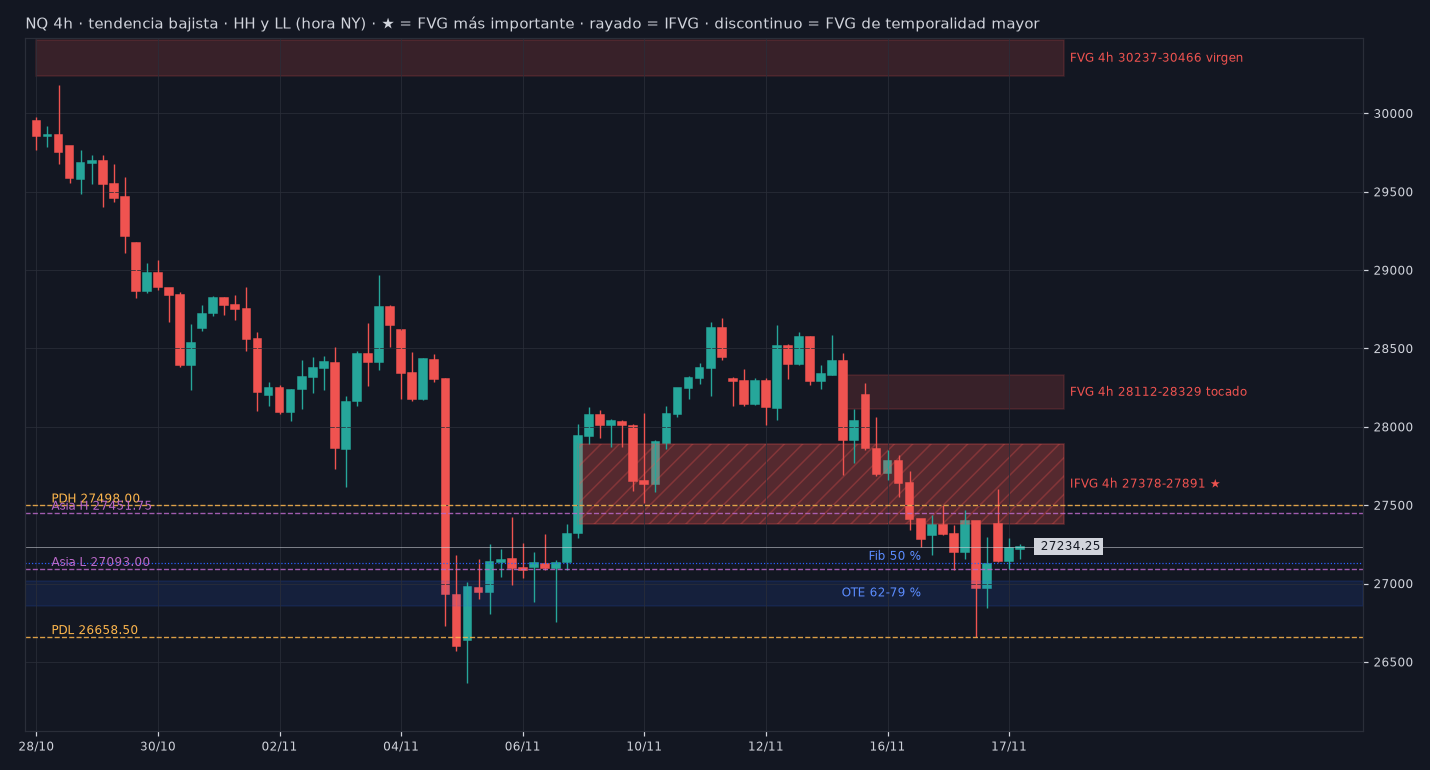 NQ 4h · tendencia bajista · HH y LL (hora NY) · ★ = FVG más importante · rayado = IFVG · discontinuo = FVG de temporalidad mayor
FVG 4h 30237-30466 virgen
30000
29500
29000
28500
FVG 4h 28112-28329 tocado
28000
IFVG 4h 27378-27891 ★
PDH 27498.00
Asia H 27451.75
27500
27234.25
Fib 50 %
Asia L 27093.00
27000
OTE 62-79 %
PDL 26658.50
26500
28/10 30/10 02/11 04/11 06/11 10/11 12/11 16/11 17/11